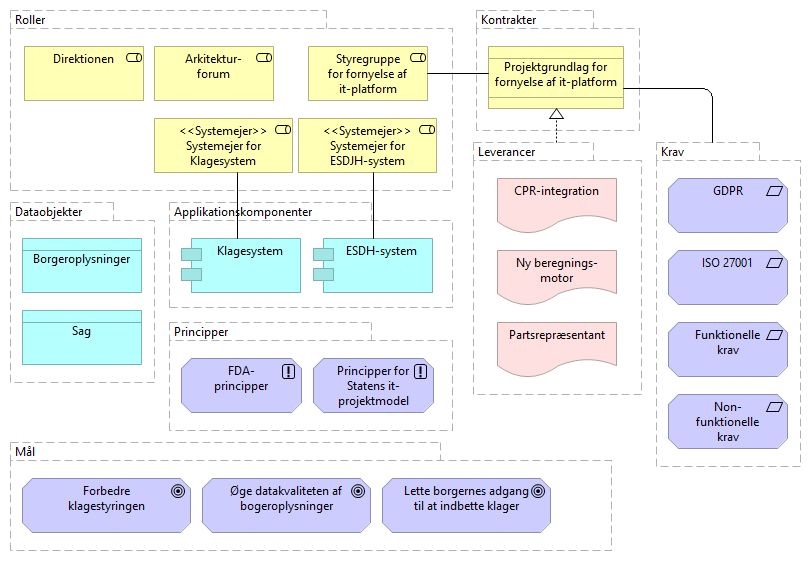 Roller
Direktionen
Arkitektur-
forum
Styregruppe
for fornyelse af
it-platform
<<Systemejer>>
Systemejer for
Klagesystem
<<Systemejer>>
Systemejer for
ESDJH-system
Kontrakter
Projektgrundlag for
fornyelse af it-platform
Dataobjekter
Borgeroplysninger
Sag
Applikationskomponenter
Klagesystem
ESDH-system
Principper
FDA-
principper
Principper for
Statens it-
projektmodel
Leverancer
CPR-integration
Ny beregnings-
motor
Partsrepræsentant
Krav
GDPR
ISO 27001
Funktionelle
krav
Non-
funktionelle
krav
Mål
Forbedre
klagestyringen
Øge datakvaliteten af
bogeroplysninger
Lette borgernes adgang
til at indbette klager